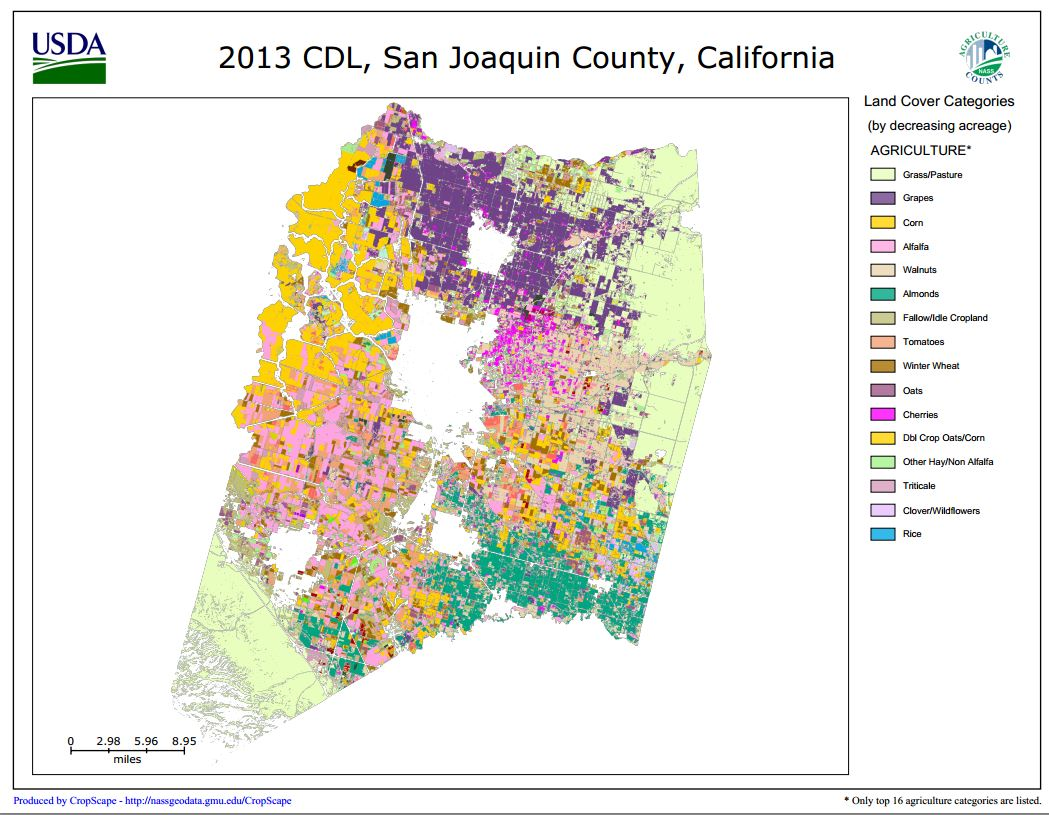 USDA
2013 CDL, San Joaquin County, California
AGRICULTURE
NASS
COUNTS
Land Cover Categories
(by decreasing acreage)
AGRICULTURE*
Grass/Pasture
Grapes
Corn
Alfalfa
Walnuts
Almonds
Fallow/Idle Cropland
Tomatoes
Winter Wheat
Oats
Cherries
Dbl Crop Oats/Corn
Other Hay/Non Alfalfa
Triticale
Clover/Wildflowers
Rice
0 2.98 5.96 8.95
miles
Produced by CropScape - http://nassgeodata.gmu.edu/CropScape
* Only top 16 agriculture categories are listed.